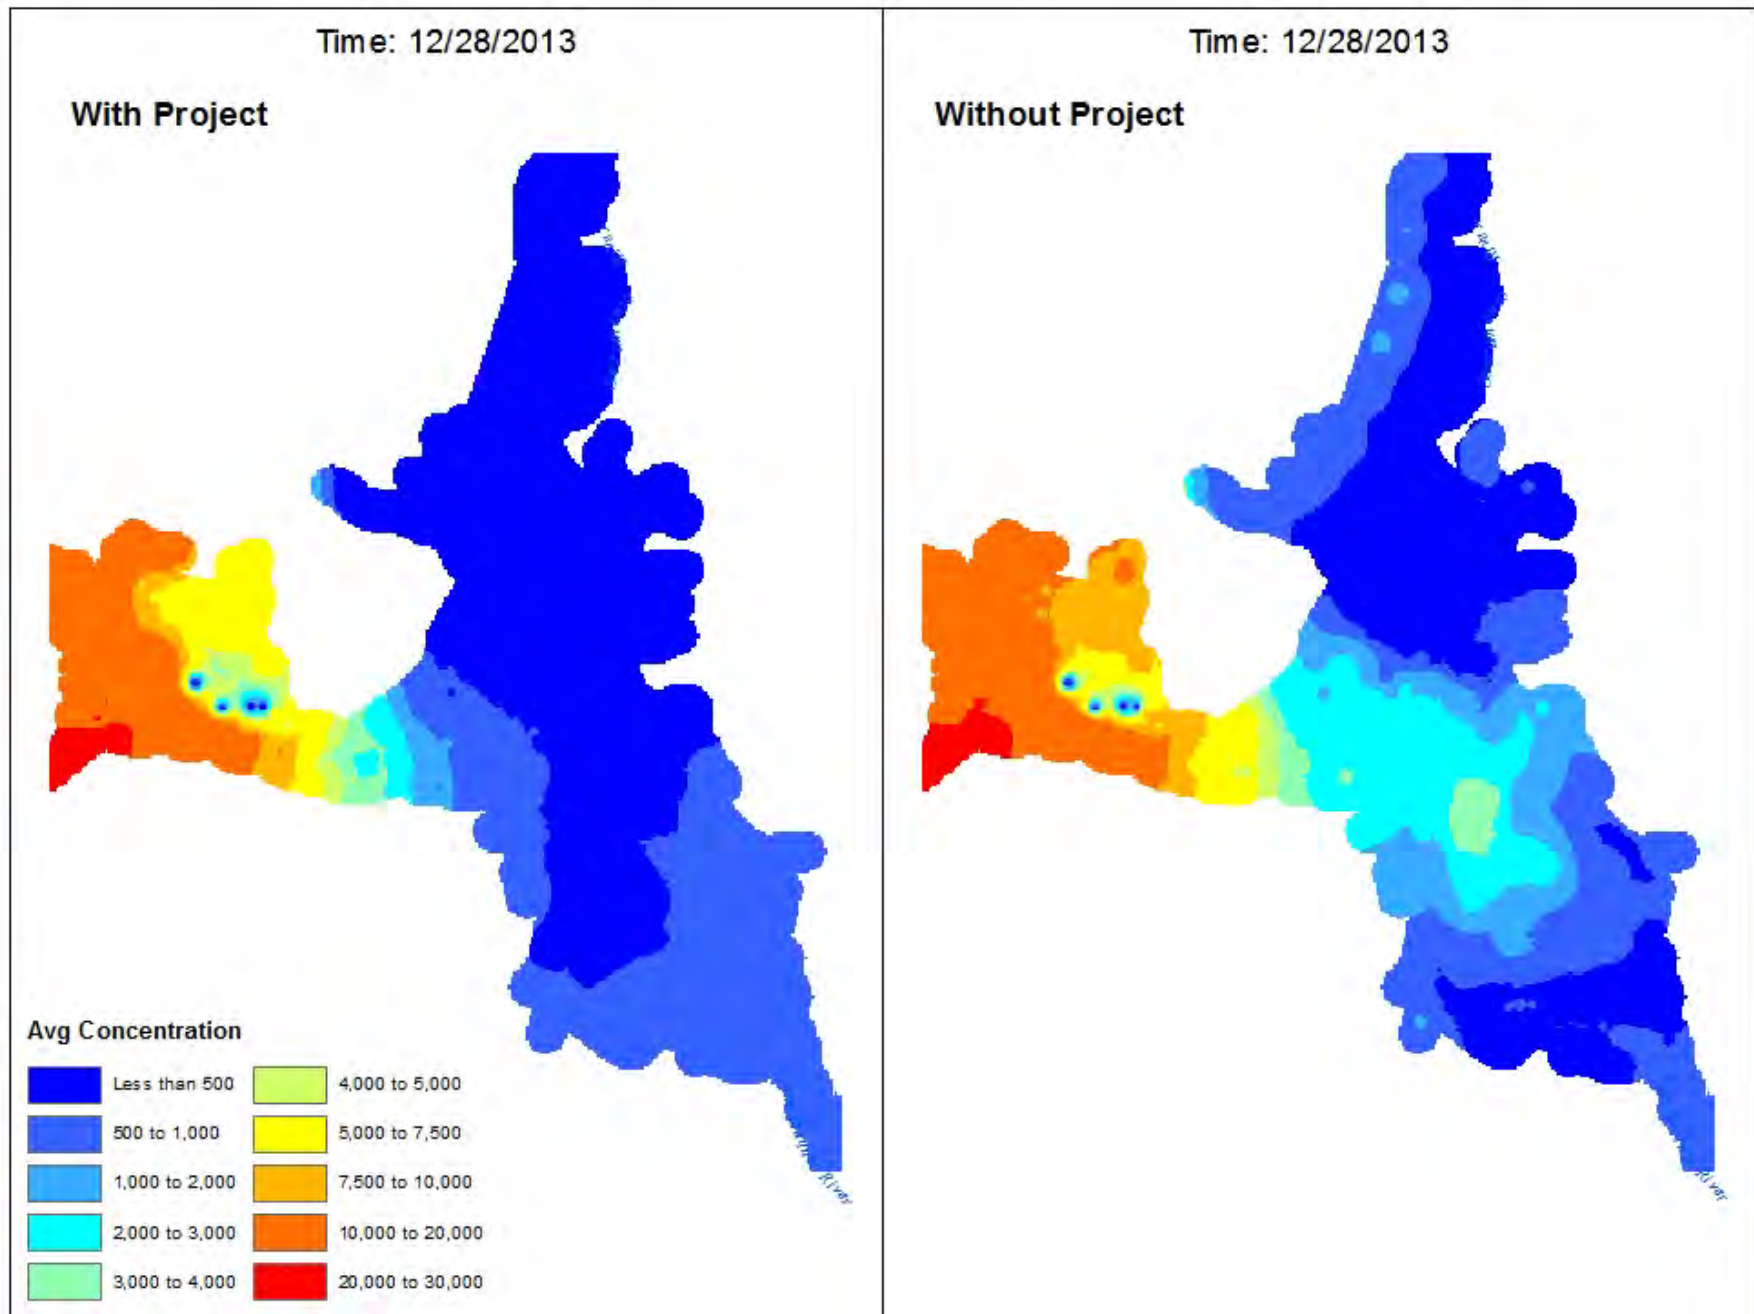 Time: 12/28/2013
With Project
Avg Concentration
Less than 500
500 to 1,000
1,000 to 2,000
2,000 to 3,000
3,000 to 4,000
4,000 to 5,000
5,000 to 7,500
7,500 to 10,000
10,000 to 20,000
20,000 to 30,000
River
Time: 12/28/2013
Without Project
River